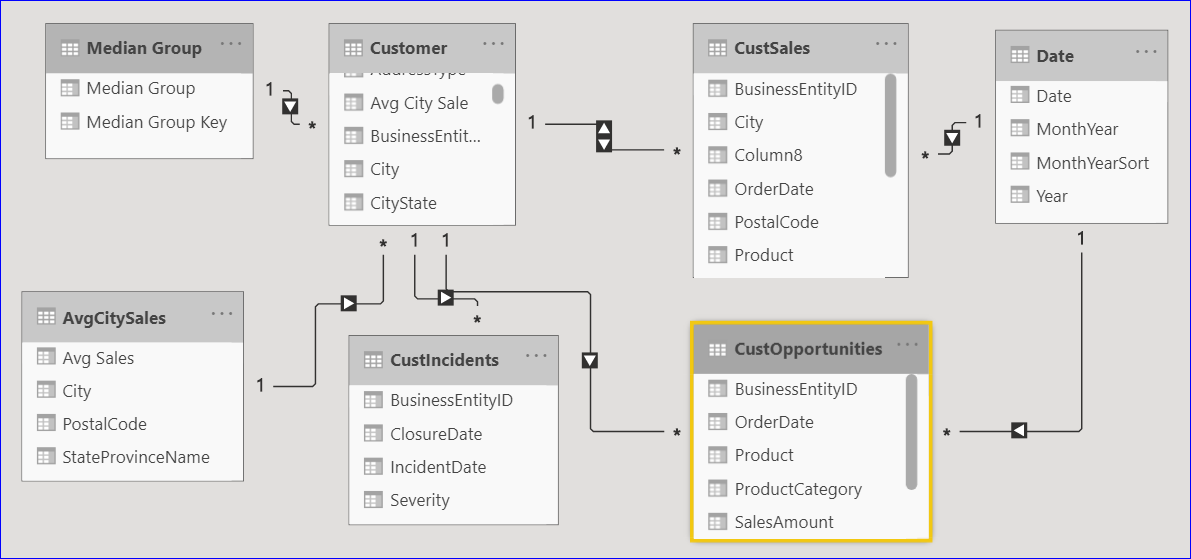 Median Group
Median Group
Median Group Key
1
*
Customer
AddressType
Avg City Sale
BusinessEntit...
City
CityState
1
*
CustSales
BusinessEntityID
City
Column8
OrderDate
PostalCode
Product
*
1
Date
Date
MonthYear
MonthYearSort
Year
*
1
1
1
AvgCitySales
Avg Sales
City
PostalCode
StateProvinceName
1
*
CustIncidents
BusinessEntityID
ClosureDate
IncidentDate
Severity
*
CustOpportunities
BusinessEntityID
OrderDate
Product
ProductCategory
SalesAmount
*